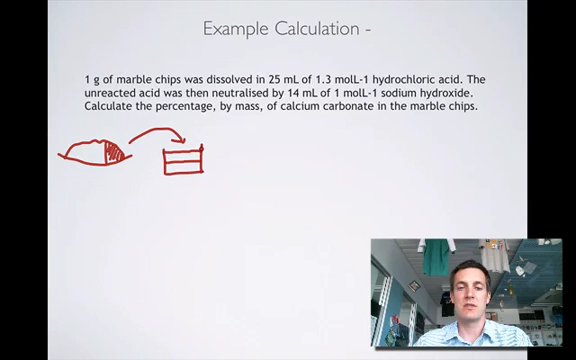 Example Calculation -
1 g of marble chips was dissolved in 25 mL of 1.3 molL-1 hydrochloric acid. The
unreacted acid was then neutralised by 14 mL of 1 molL-1 sodium hydroxide.
Calculate the percentage, by mass, of calcium carbonate in the marble chips.